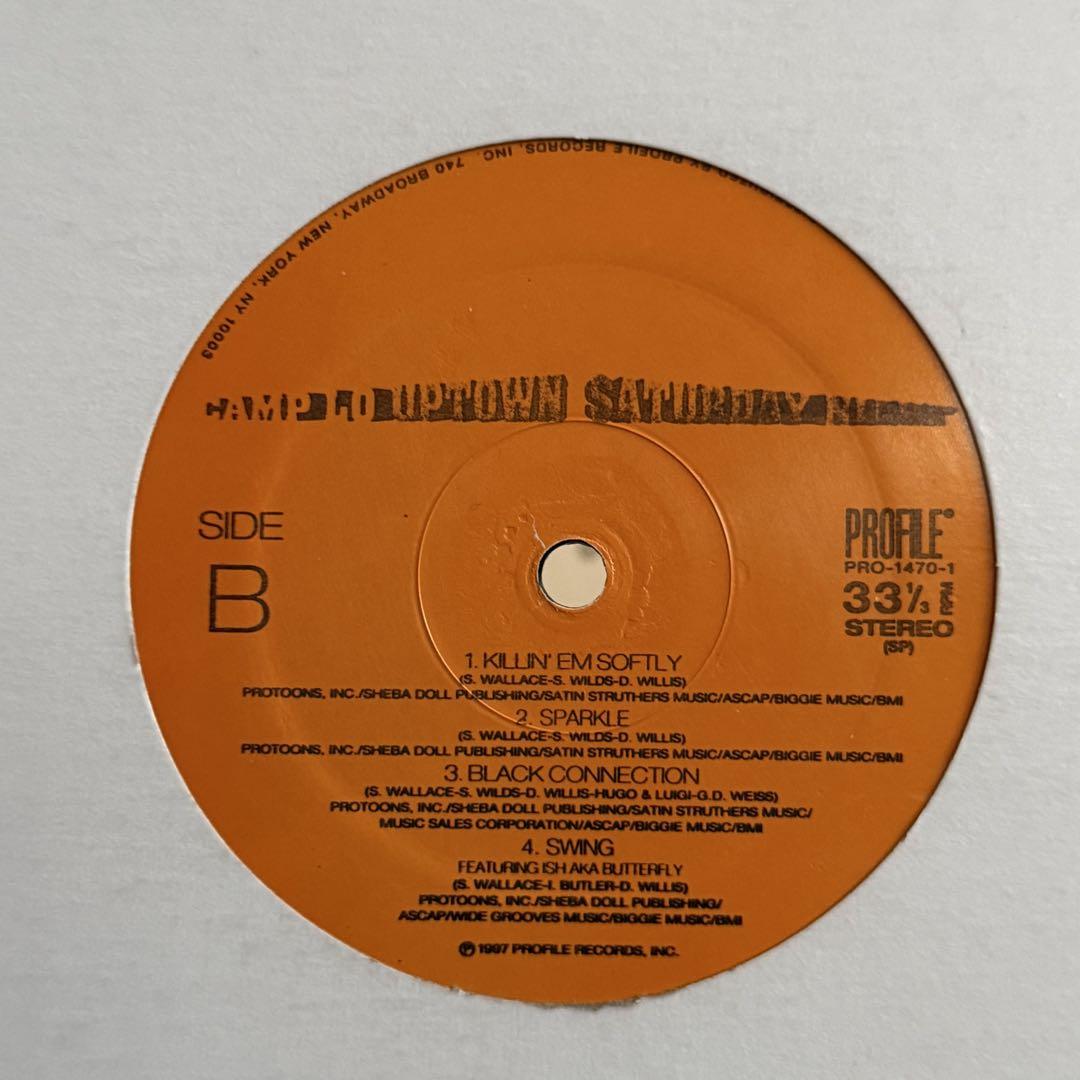 BY PROFILE RECORDS, INC. 740 BROADWAY, NEW YORK, NY 10003
CAMP LO UPTOWN SATURDAY
SIDE
B
PROFILE
PRO-1470-1
33⅓ RPM
STEREO
(SP)
1. KILLIN' EM SOFTLY
(S. WALLACE-S. WILDS-D. WILLIS)
PROTOONS, INC./SHEBA DOLL PUBLISHING/SATIN STRUTHERS MUSIC/ASCAP/BIGGIE MUSIC/BMI
2. SPARKLE
(S. WALLACE-S. WILDS-D. WILLIS)
PROTOONS, INC./SHEBA DOLL PUBLISHING/SATIN STRUTHERS MUSIC/ASCAP/BIGGIE MUSIC/BMI
3. BLACK CONNECTION
(S. WALLACE-S. WILDS-D. WILLIS-HUGO & LUIGI-G.D. WEISS)
PROTOONS, INC./SHEBA DOLL PUBLISHING/SATIN STRUTHERS MUSIC/
MUSIC SALES CORPORATION/ASCAP/BIGGIE MUSIC/BMI
4. SWING
FEATURING ISH AKA BUTTERFLY
(S. WALLACE-I. BUTLER-D. WILLIS)
PROTOONS, INC./SHEBA DOLL PUBLISHING/
ASCAP/WIDE GROOVES MUSIC/BIGGIE MUSIC/BMI
℗ 1997 PROFILE RECORDS, INC.